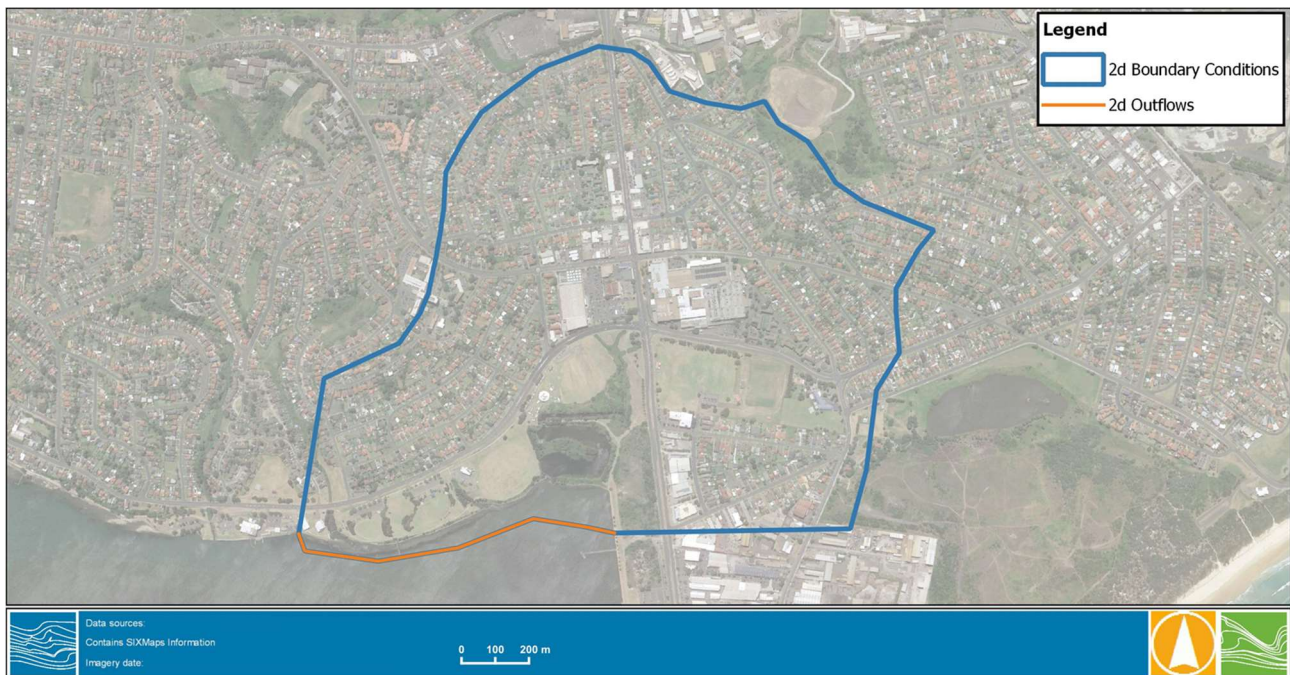 Legend
2d Boundary Conditions
2d Outflows
Data sources:
Contains SIXMaps Information
Imagery date:
0 100 200 m